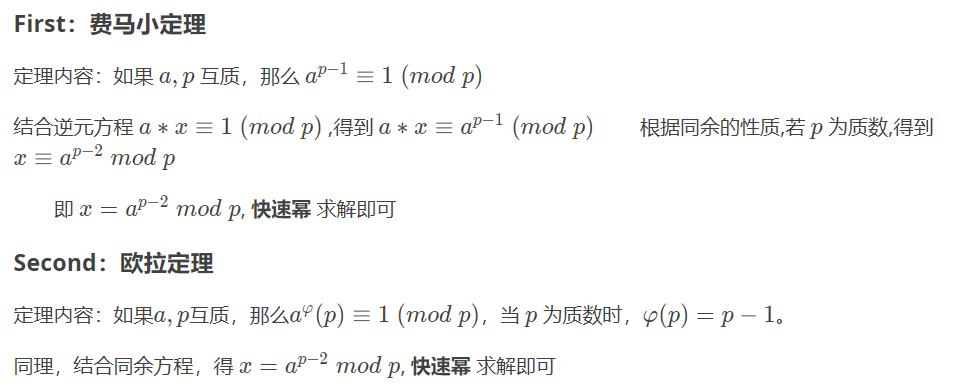 First：费马小定理
定理内容：如果 $a, p$ 互质，那么 $a^{p-1} \equiv 1\ (mod\ p)$
结合逆元方程 $a * x \equiv 1\ (mod\ p)$ ,得到 $a * x \equiv a^{p-1}\ (mod\ p)$ 根据同余的性质,若 $p$ 为质数,得到
$x \equiv a^{p-2}\ mod\ p$
即 $x = a^{p-2}\ mod\ p$, 快速幂 求解即可
Second：欧拉定理
定理内容：如果$a, p$互质，那么$a^{\varphi}(p) \equiv 1\ (mod\ p)$，当 $p$ 为质数时，$\varphi(p) = p - 1$。
同理，结合同余方程，得 $x = a^{p-2}\ mod\ p$, 快速幂 求解即可